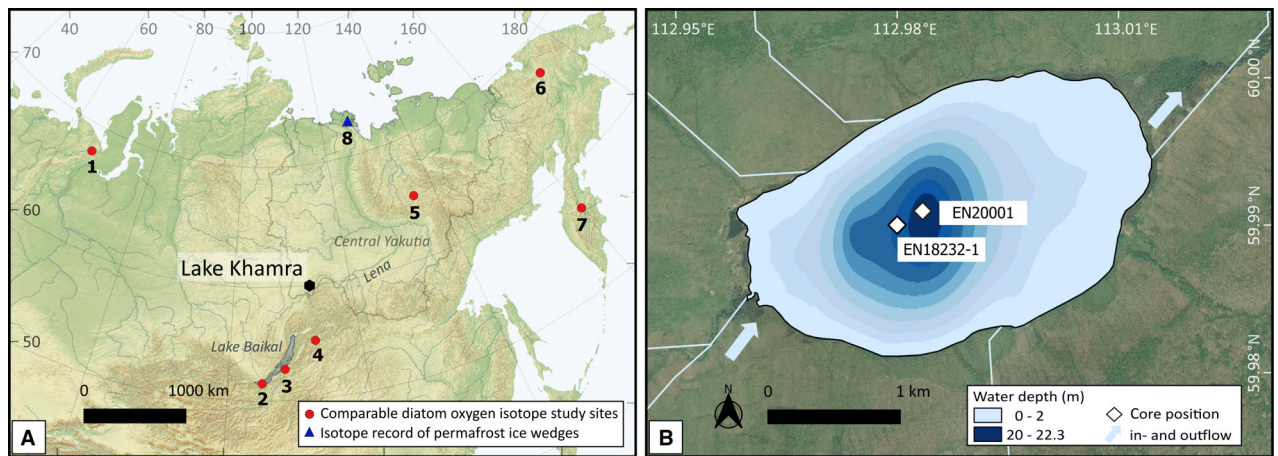 70
80
100
120
140
160
180
6
8
1
60
5
7
Central Yakutia
Lake Khamra
Lena
50
Lake Baikal
4
3
2
0 1000 km
Comparable diatom oxygen isotope study sites
Isotope record of permafrost ice wedges
A
112.95°E 112.98°E 113.01°E
60.00°N
EN20001
59.99°N
EN18232-1
59.98°N
N
0 1 km
Water depth (m)
0 - 2
20 - 22.3
Core position
in- and outflow
B